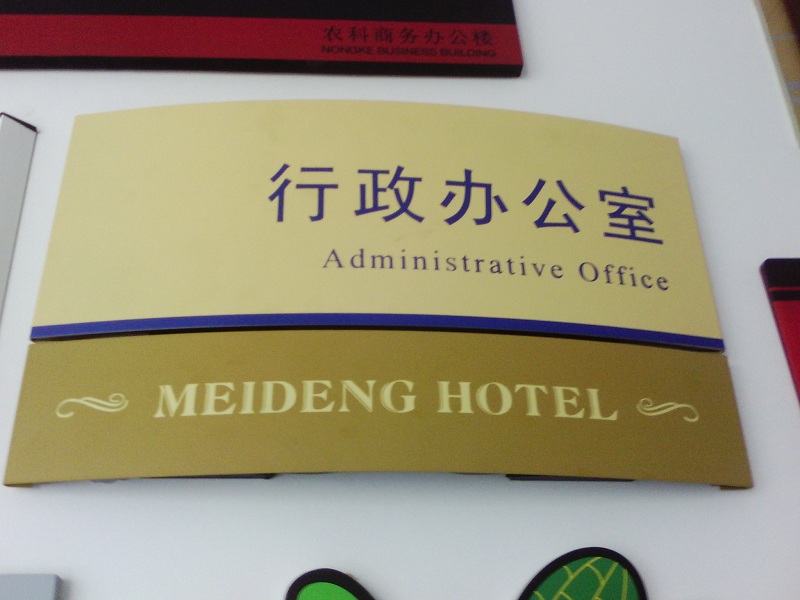 农科商务办公楼
NONGKE BUSINESS BUILDING
行政办公室
Administrative Office
MEIDENG HOTEL